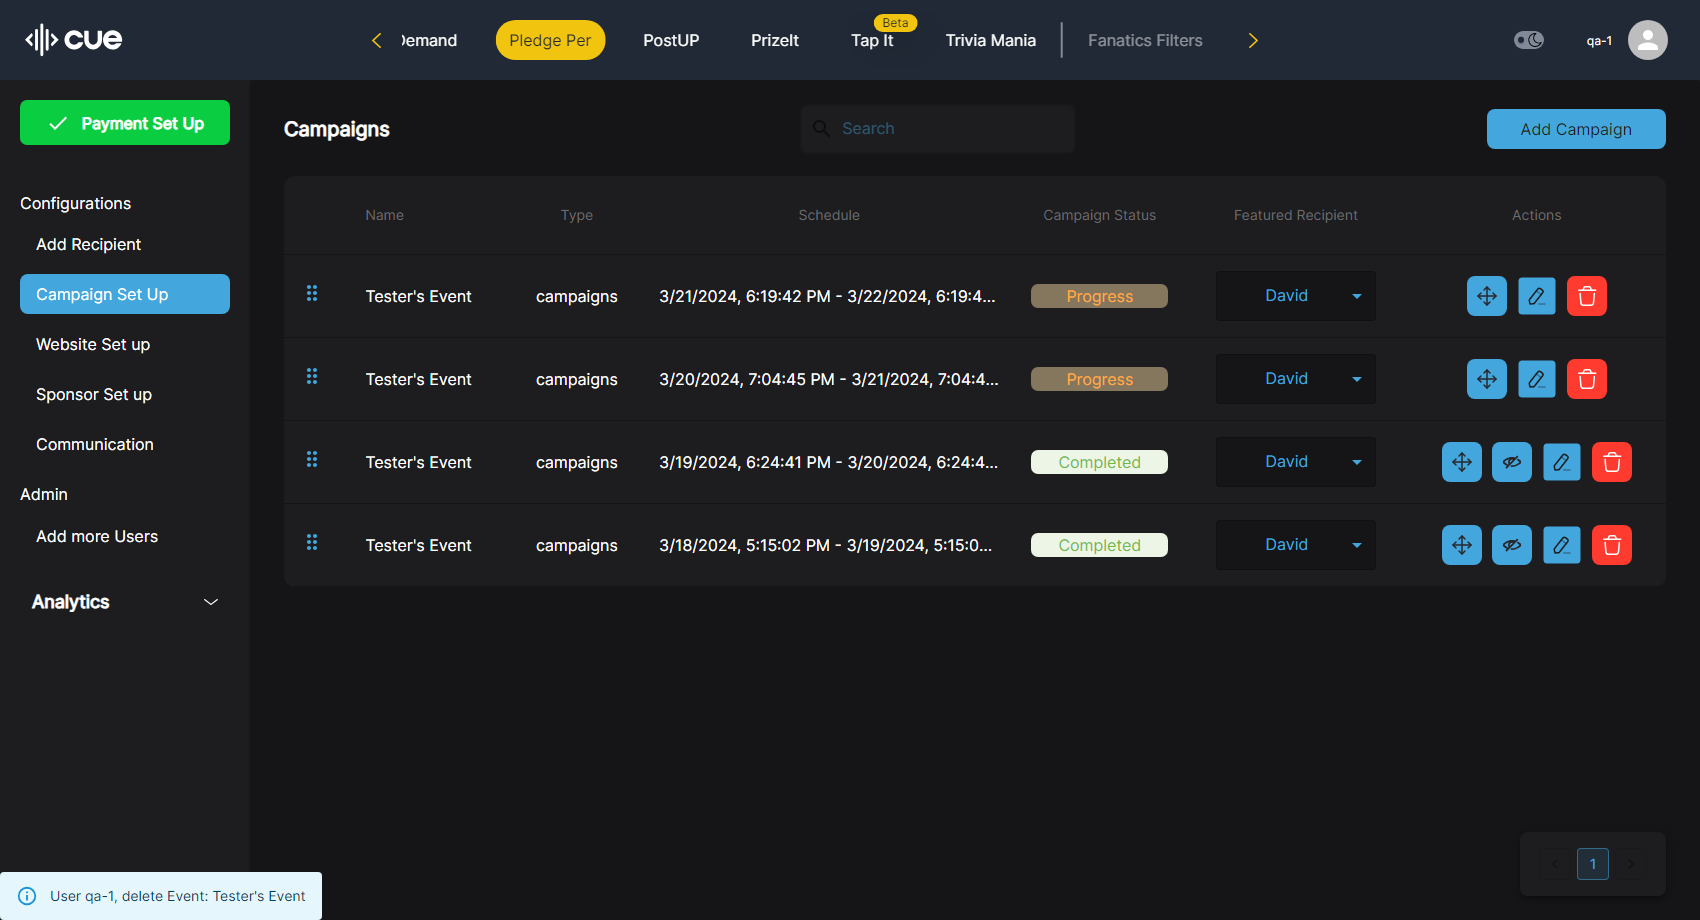 cue
Demand
Pledge Per
PostUP
PrizeIt
Beta
Tap It
Trivia Mania
Fanatics Filters
qa-1
Payment Set Up
Configurations
Add Recipient
Campaign Set Up
Website Set up
Sponsor Set up
Communication
Admin
Add more Users
Analytics
Campaigns
Search
Add Campaign
Name Type Schedule Campaign Status Featured Recipient Actions
Tester's Event campaigns 3/21/2024, 6:19:42 PM - 3/22/2024, 6:19:4... Progress David
Tester's Event campaigns 3/20/2024, 7:04:45 PM - 3/21/2024, 7:04:4... Progress David
Tester's Event campaigns 3/19/2024, 6:24:41 PM - 3/20/2024, 6:24:4... Completed David
Tester's Event campaigns 3/18/2024, 5:15:02 PM - 3/19/2024, 5:15:0... Completed David
1
User qa-1, delete Event: Tester's Event